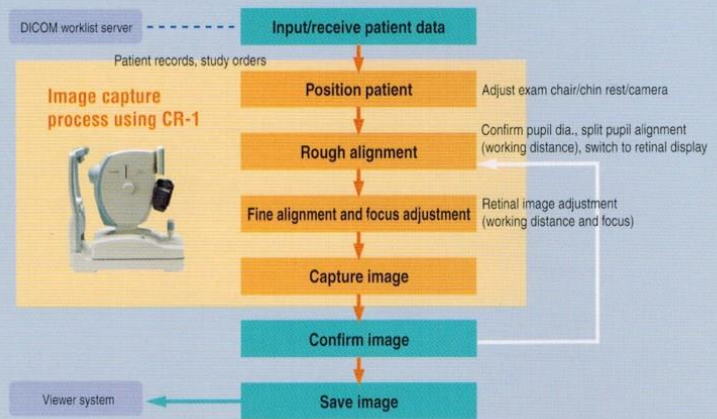 DICOM worklist server
Input/receive patient data
Patient records, study orders
Image capture
process using CR-1
Position patient
Adjust exam chair/chin rest/camera
Rough alignment
Confirm pupil dia., split pupil alignment
(working distance), switch to retinal display
Fine alignment and focus adjustment
Retinal image adjustment
(working distance and focus)
Capture image
Confirm image
Viewer system
Save image